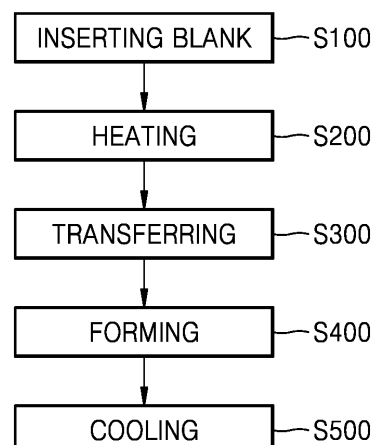 INSERTING BLANK S100
HEATING S200
TRANSFERRING S300
FORMING S400
COOLING S500